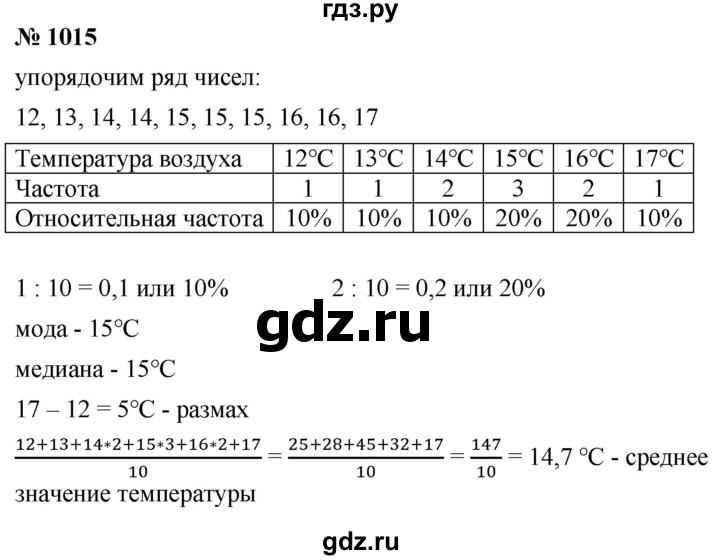 гдз.ру
№ 1015
упорядочим ряд чисел:
12, 13, 14, 14, 15, 15, 15, 16, 16, 17
Температура воздуха 12°C 13°C 14°C 15°C 16°C 17°C
Частота 1 1 2 3 2 1
Относительная частота 10% 10% 10% 20% 20% 10%
1 : 10 = 0,1 или 10% 2 : 10 = 0,2 или 20%
gdz.ru
мода - 15°C
медиана - 15°C
17 – 12 = 5°C - размах
12+13+14*2+15*3+16*2+17/10 = 25+28+45+32+17/10 = 147/10 = 14,7 °C - среднее
значение температуры
gdz.ru